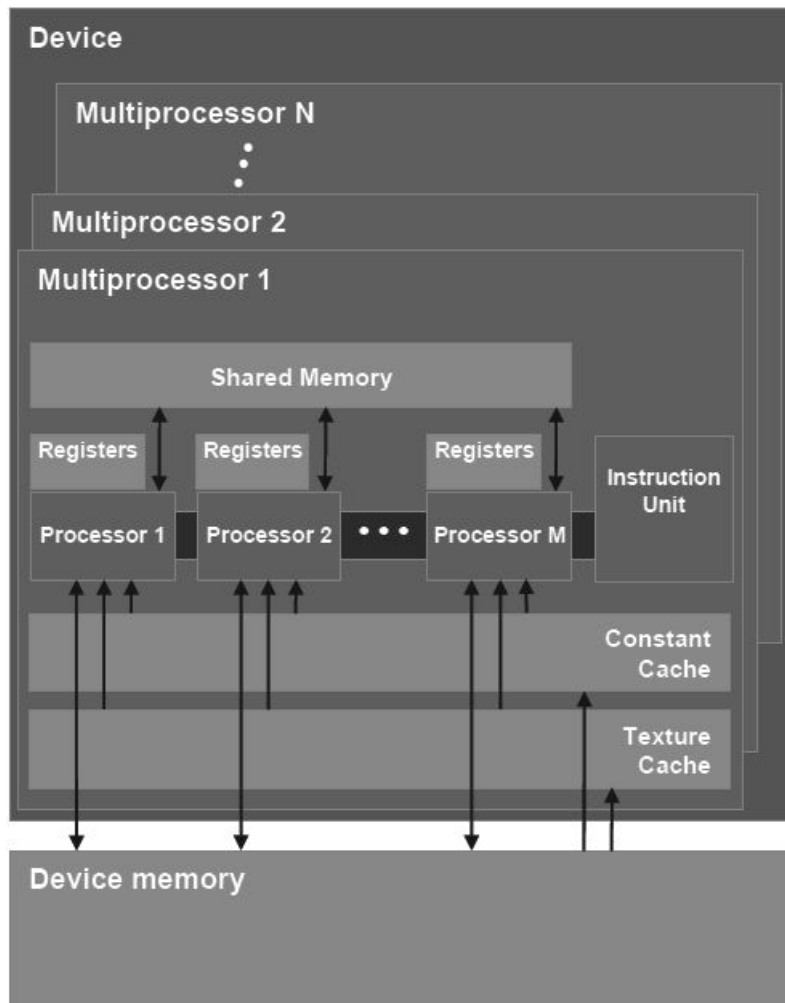 Device
Multiprocessor N
Multiprocessor 2
Multiprocessor 1
Shared Memory
Registers
Registers
Registers
Instruction
Unit
Processor 1
Processor 2
Processor M
Constant
Cache
Texture
Cache
Device memory